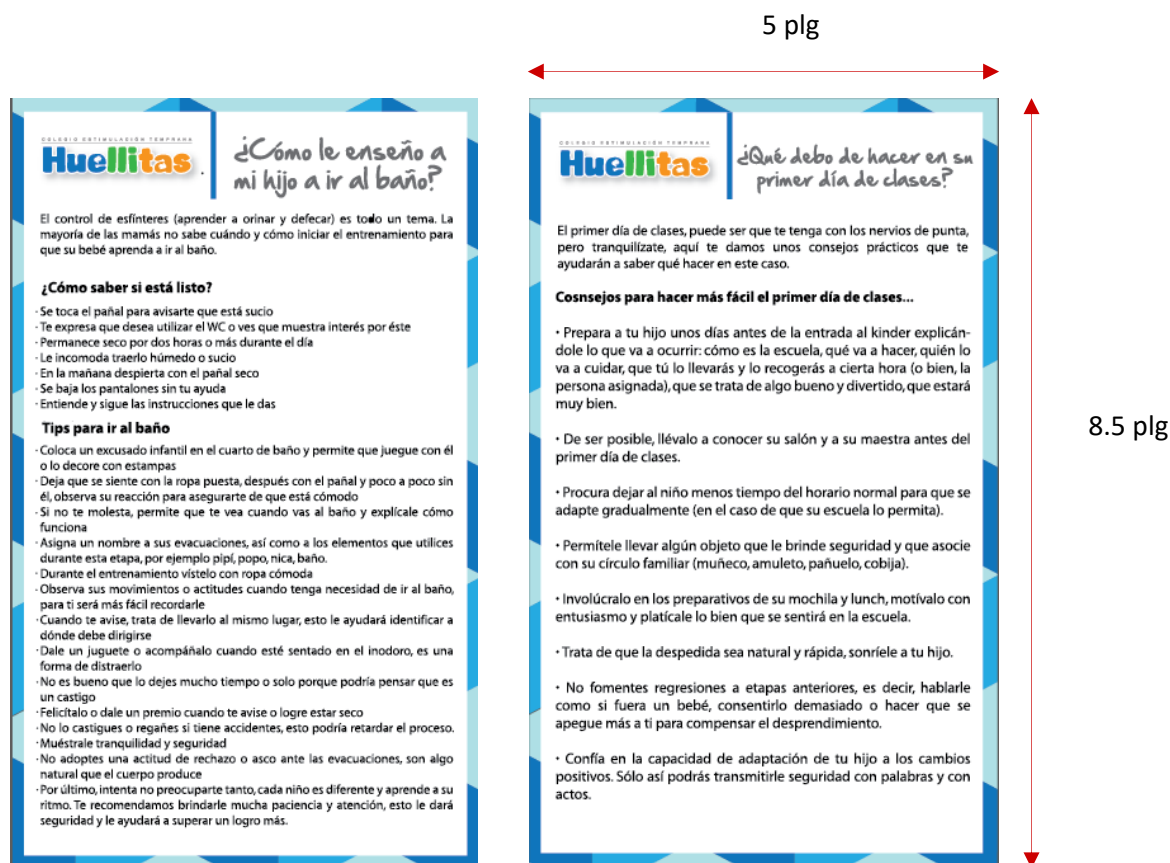 5 plg
COLEGIO ESTIMULACIÓN TEMPRANA
Huellitas
¿Cómo le enseño a
mi hijo a ir al baño?
El control de esfínteres (aprender a orinar y defecar) es todo un tema. La
mayoría de las mamás no sabe cuándo y cómo iniciar el entrenamiento para
que su bebé aprenda a ir al baño.
¿Cómo saber si está listo?
· Se toca el pañal para avisarte que está sucio
· Te expresa que desea utilizar el WC o ves que muestra interés por éste
· Permanece seco por dos horas o más durante el día
· Le incomoda traerlo húmedo o sucio
· En la mañana despierta con el pañal seco
· Se baja los pantalones sin tu ayuda
· Entiende y sigue las instrucciones que le das
Tips para ir al baño
· Coloca un excusado infantil en el cuarto de baño y permite que juegue con él
o lo decore con estampas
· Deja que se siente con la ropa puesta, después con el pañal y poco a poco sin
él, observa su reacción para asegurarte de que está cómodo
· Si no te molesta, permite que te vea cuando vas al baño y explícale cómo
funciona
· Asigna un nombre a sus evacuaciones, así como a los elementos que utilices
durante esta etapa, por ejemplo pipí, popo, nica, baño.
· Durante el entrenamiento vístelo con ropa cómoda
· Observa sus movimientos o actitudes cuando tenga necesidad de ir al baño,
para ti será más fácil recordarle
· Cuando te avise, trata de llevarlo al mismo lugar, esto le ayudará identificar a
dónde debe dirigirse
· Dale un juguete o acompáñalo cuando esté sentado en el inodoro, es una
forma de distraerlo
· No es bueno que lo dejes mucho tiempo o solo porque podría pensar que es
un castigo
· Felicítalo o dale un premio cuando te avise o logre estar seco
· No lo castigues o regañes si tiene accidentes, esto podría retardar el proceso.
· Muéstrale tranquilidad y seguridad
· No adoptes una actitud de rechazo o asco ante las evacuaciones, son algo
natural que el cuerpo produce
· Por último, intenta no preocuparte tanto, cada niño es diferente y aprende a su
ritmo. Te recomendamos brindarle mucha paciencia y atención, esto le dará
seguridad y le ayudará a superar un logro más.
COLEGIO ESTIMULACIÓN TEMPRANA
Huellitas
¿Qué debo de hacer en su
primer día de clases?
El primer día de clases, puede ser que te tenga con los nervios de punta,
pero tranquilízate, aquí te damos unos consejos prácticos que te
ayudarán a saber qué hacer en este caso.
Cosnsejos para hacer más fácil el primer día de clases...
• Prepara a tu hijo unos días antes de la entrada al kinder explicán-
dole lo que va a ocurrir: cómo es la escuela, qué va a hacer, quién lo
va a cuidar, que tú lo llevarás y lo recogerás a cierta hora (o bien, la
persona asignada), que se trata de algo bueno y divertido, que estará
muy bien.
• De ser posible, llévalo a conocer su salón y a su maestra antes del
primer día de clases.
• Procura dejar al niño menos tiempo del horario normal para que se
adapte gradualmente (en el caso de que su escuela lo permita).
• Permítele llevar algún objeto que le brinde seguridad y que asocie
con su círculo familiar (muñeco, amuleto, pañuelo, cobija).
• Involúcralo en los preparativos de su mochila y lunch, motívalo con
entusiasmo y platícale lo bien que se sentirá en la escuela.
• Trata de que la despedida sea natural y rápida, sonríele a tu hijo.
• No fomentes regresiones a etapas anteriores, es decir, hablarle
como si fuera un bebé, consentirlo demasiado o hacer que se
apegue más a ti para compensar el desprendimiento.
• Confía en la capacidad de adaptación de tu hijo a los cambios
positivos. Sólo así podrás transmitirle seguridad con palabras y con
actos.
8.5 plg